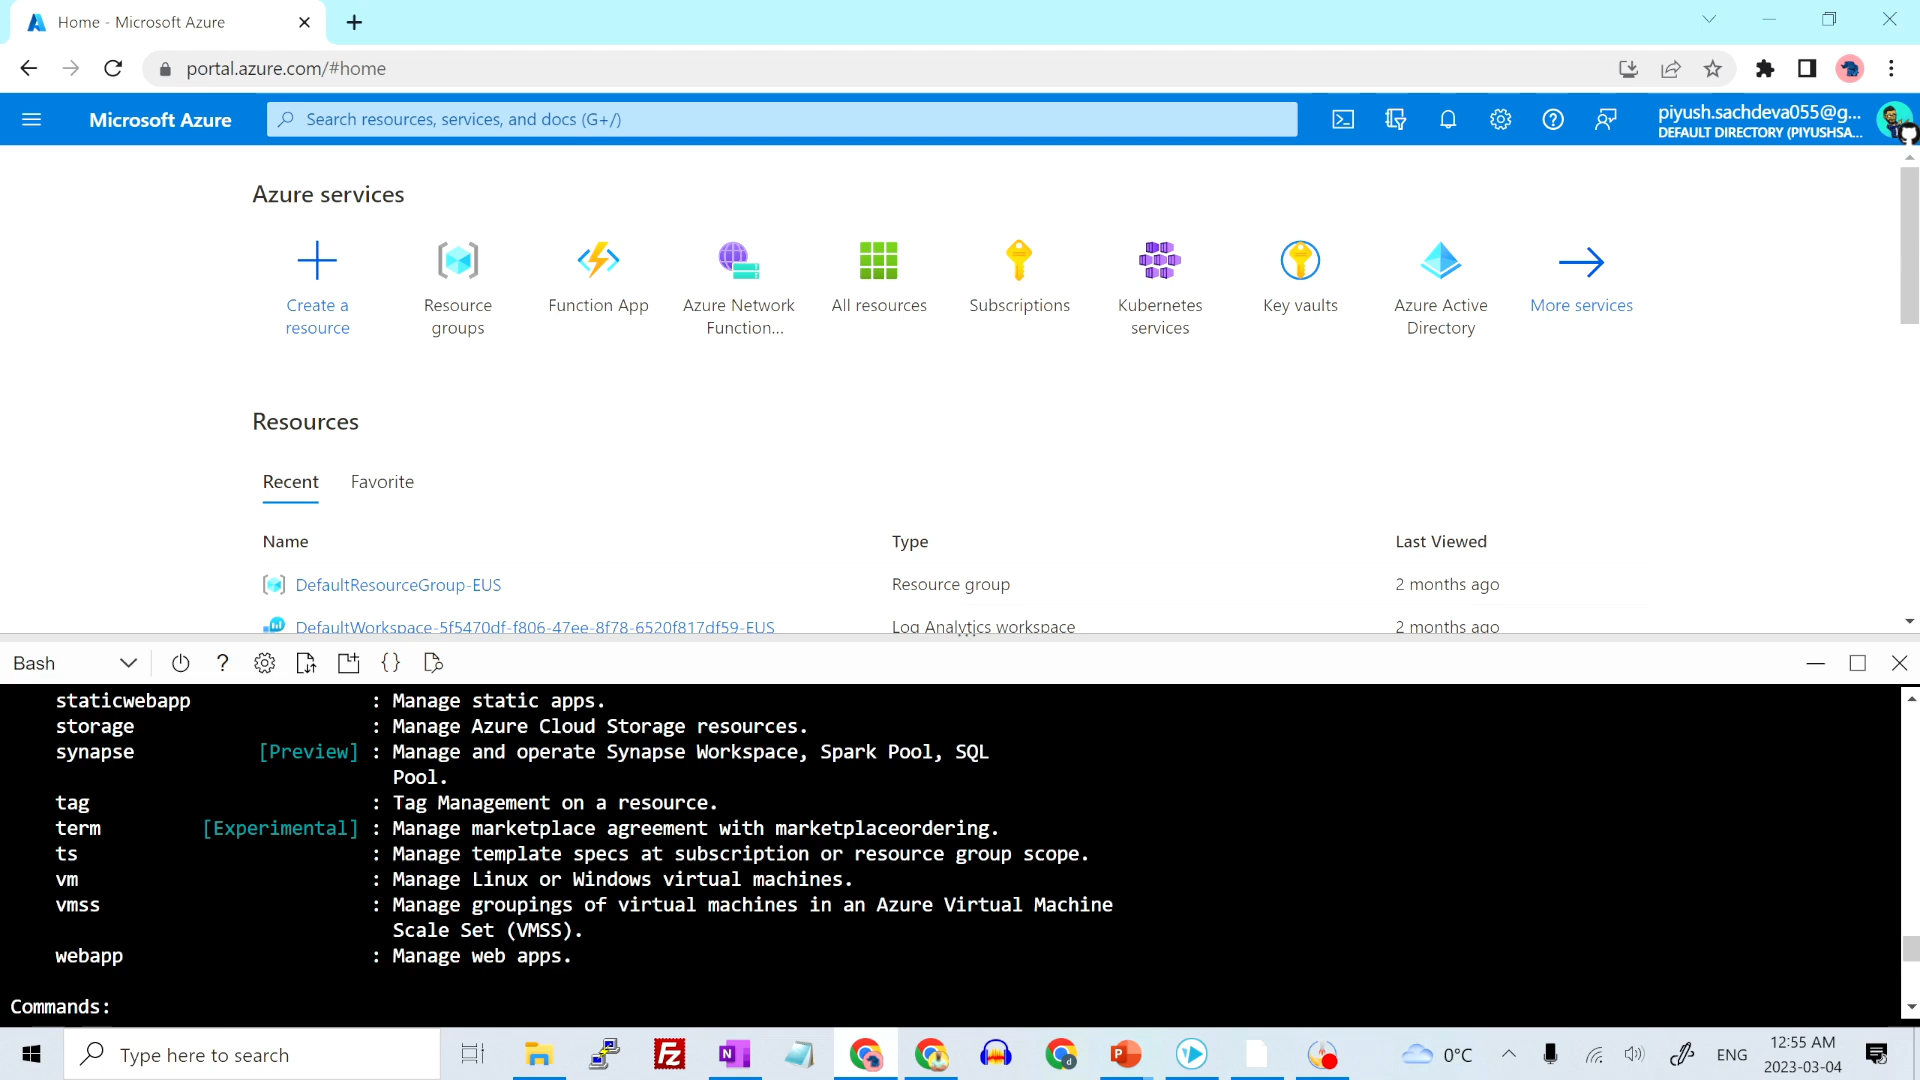 Home - Microsoft Azure
portal.azure.com/#home
Microsoft Azure
Search resources, services, and docs (G+/)
piyush.sachdeva055@g...
DEFAULT DIRECTORY (PIYUSHSA...
Azure services
Create a resource
Resource groups
Function App
Azure Network Function...
All resources
Subscriptions
Kubernetes services
Key vaults
Azure Active Directory
More services
Resources
Recent Favorite
Name Type Last Viewed
DefaultResourceGroup-EUS Resource group 2 months ago
DefaultWorkspace-5f5470df-f806-47ee-8f78-6520f817df59-EUS Log Analytics workspace 2 months ago
Bash
staticwebapp : Manage static apps.
storage : Manage Azure Cloud Storage resources.
synapse [Preview] : Manage and operate Synapse Workspace, Spark Pool, SQL
Pool.
tag : Tag Management on a resource.
term [Experimental] : Manage marketplace agreement with marketplaceordering.
ts : Manage template specs at subscription or resource group scope.
vm : Manage Linux or Windows virtual machines.
vmss : Manage groupings of virtual machines in an Azure Virtual Machine
Scale Set (VMSS).
webapp : Manage web apps.
Commands:
Type here to search
0°C
ENG
12:55 AM
2023-03-04